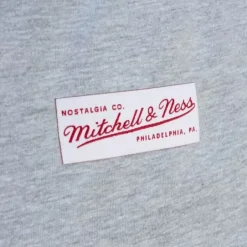 NOSTALGIA CO.
Mitchell & Ness
PHILADELPHIA, PA.